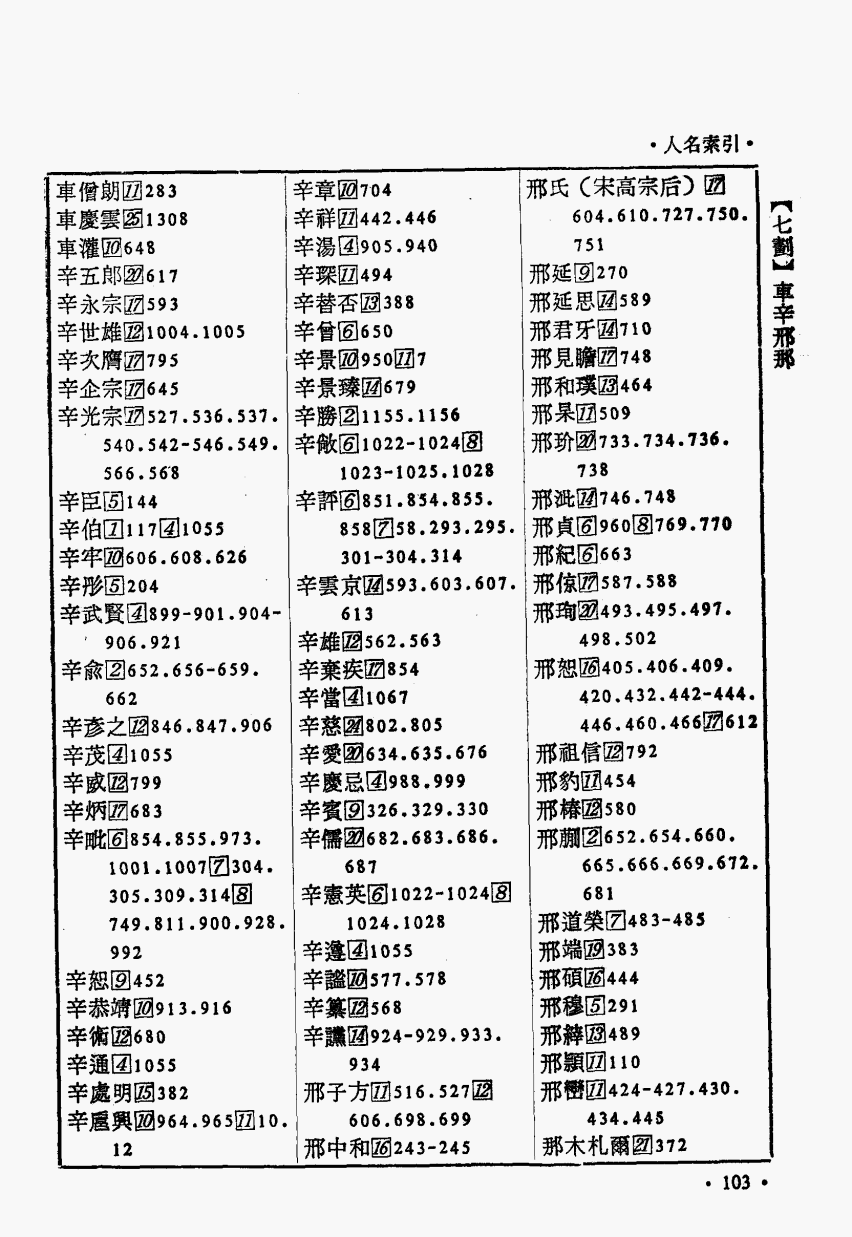 ·人名索引·
車僧朗[11]283
車慶雲[25]1308
車灌[10]648
辛五郎[20]617
辛永宗[17]593
辛世雄[12]1004.1005
辛次膺[17]795
辛企宗[17]645
辛光宗[17]527.536.537.
540.542-546.549.
566.568
辛臣[5]144
辛伯[1]117[4]1055
辛牢[10]606.608.626
辛彤[5]204
辛武賢[4]899-901.904-
906.921
辛俞[2]652.656-659.
662
辛彥之[12]846.847.906
辛茂[4]1055
辛威[12]799
辛炳[17]683
辛毗[6]854.855.973.
1001.1007[7]304.
305.309.314[8]
749.811.900.928.
992
辛恕[9]452
辛恭靖[10]913.916
辛術[12]680
辛通[4]1055
辛處明[15]382
辛扈興[10]964.965[11]10.
12
辛章[10]704
辛祥[11]442.446
辛湯[4]905.940
辛琛[11]494
辛替否[13]388
辛曾[6]650
辛景[10]950[11]7
辛景臻[14]679
辛勝[2]1155.1156
辛敞[6]1022-1024[8]
1023-1025.1028
辛評[6]851.854.855.
858[7]58.293.295.
301-304.314
辛雲京[14]593.603.607.
613
辛雄[12]562.563
辛棄疾[17]854
辛當[4]1067
辛慈802.805
辛愛[20]634.635.676
辛慶忌[4]988.999
辛賓[9]326.329.330
辛儒[20]682.683.686.
687
辛憲英[6]1022-1024[8]
1024.1028
辛[4]1055
辛謐[10]577.578
辛纂[12]568
辛讜[14]924-929.933.
934
邢子方[11]516.527[12]
606.698.699
邢中和[16]243-245
邢氏（宋高宗后）[17]
604.610.727.750.
751
邢延[9]270
邢延思[14]589
邢君牙[14]710
邢見瞻[17]748
邢和璞[13]464
邢杲[11]509
邢玠[20]733.734.736.
738
邢泚[14]746.748
邢貞[6]960[8]769.770
邢紀[6]663
邢倞[17]587.588
邢珣[20]493.495.497.
498.502
邢恕[16]405.406.409.
420.432.442-444.
446.460.466[17]612
邢祖信[12]792
邢豹[11]454
邢椿[12]580
邢蒯[2]652.654.660.
665.666.669.672.
681
邢道榮[7]483-485
邢端[19]383
邢碩[16]444
邢穆[5]291
邢縡[13]489
邢穎[11]110
邢巒[11]424-427.430.
434.445
那木札爾[21]372
【七劃】車辛邢那
·103·